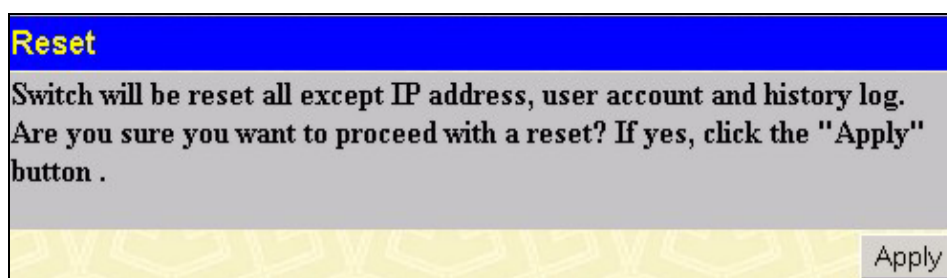 Reset
Switch will be reset all except IP address, user account and history log.
Are you sure you want to proceed with a reset? If yes, click the "Apply"
button .
Apply